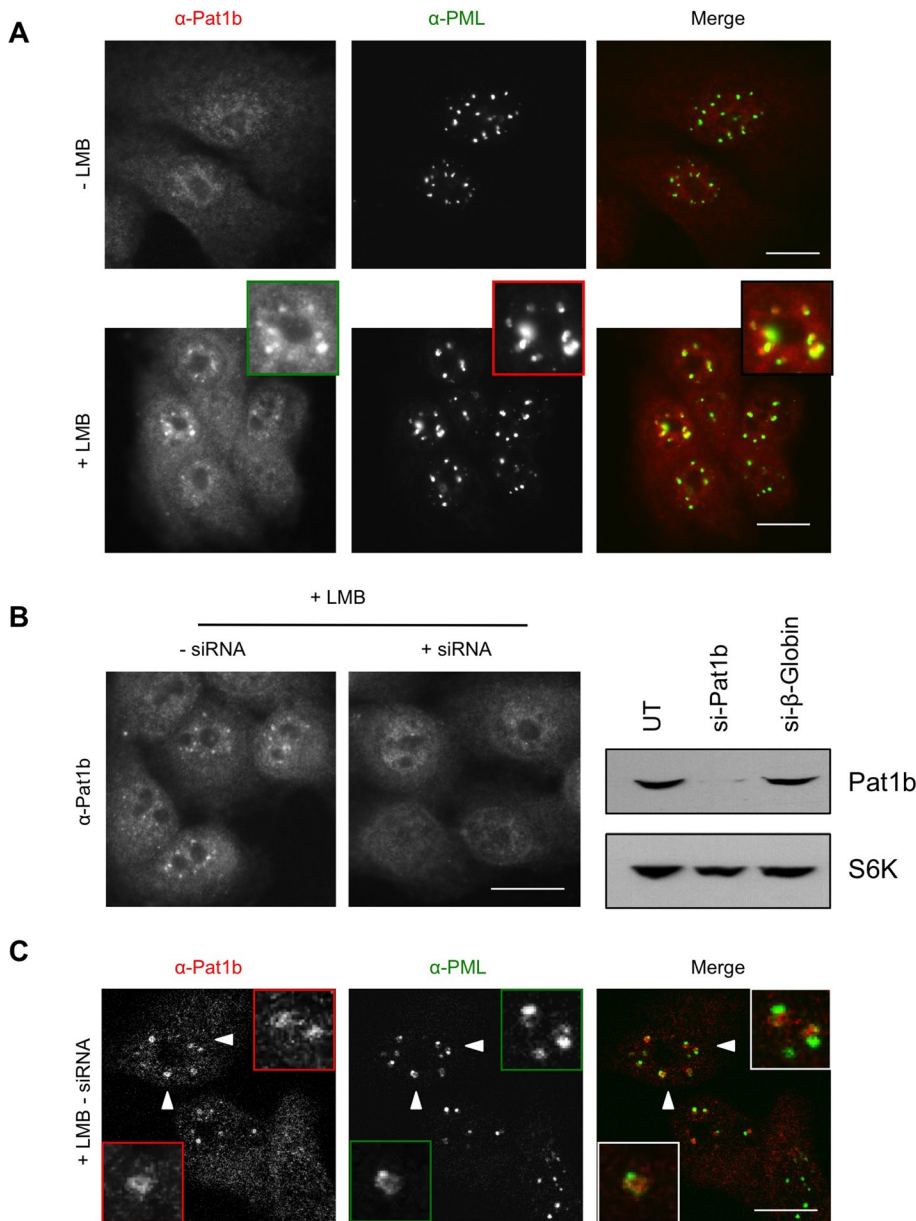 A
α-Pat1b
α-PML
Merge
- LMB
+ LMB
B
+ LMB
- siRNA
+ siRNA
α-Pat1b
UT
si-Pat1b
si-β-Globin
Pat1b
S6K
C
α-Pat1b
α-PML
Merge
+ LMB - siRNA